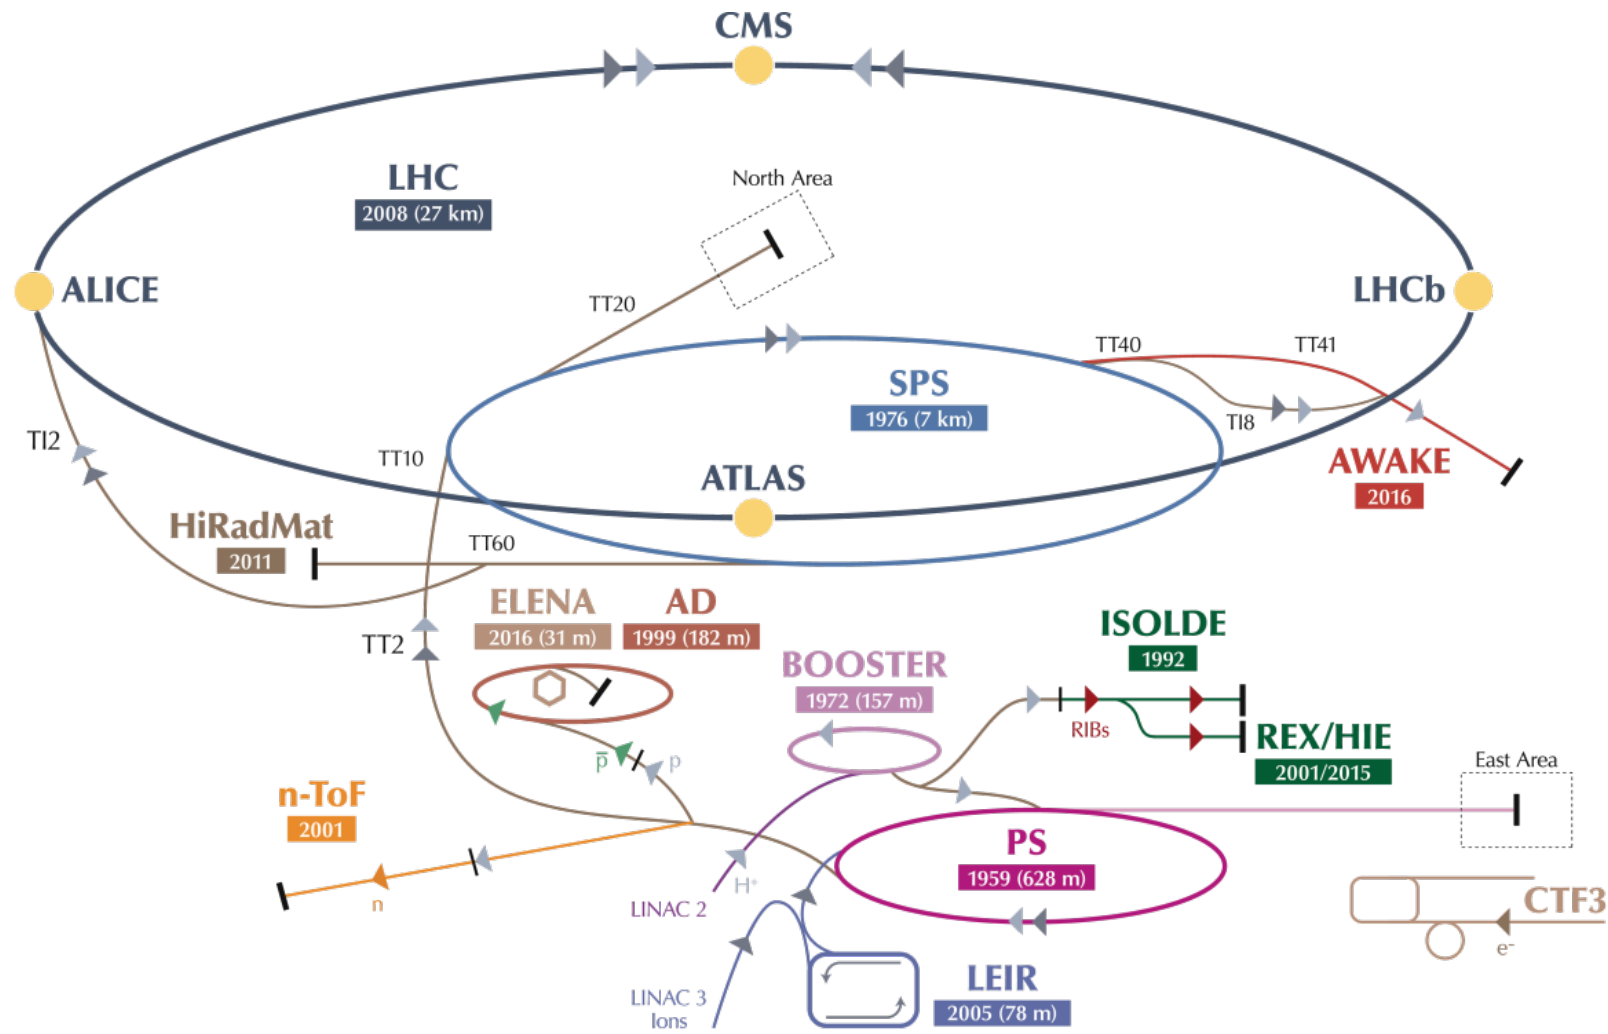 CMS
LHC
2008 (27 km)
North Area
ALICE
LHCb
TT20
TT40
TT41
SPS
1976 (7 km)
TI8
TI2
TT10
ATLAS
AWAKE
2016
HiRadMat
2011
TT60
ELENA
2016 (31 m)
AD
1999 (182 m)
TT2
ISOLDE
1992
BOOSTER
1972 (157 m)
RIBs
REX/HIE
2001/2015
East Area
p̅
p
n-ToF
2001
PS
1959 (628 m)
n
H⁺
LINAC 2
CTF3
e⁻
LEIR
2005 (78 m)
LINAC 3
Ions